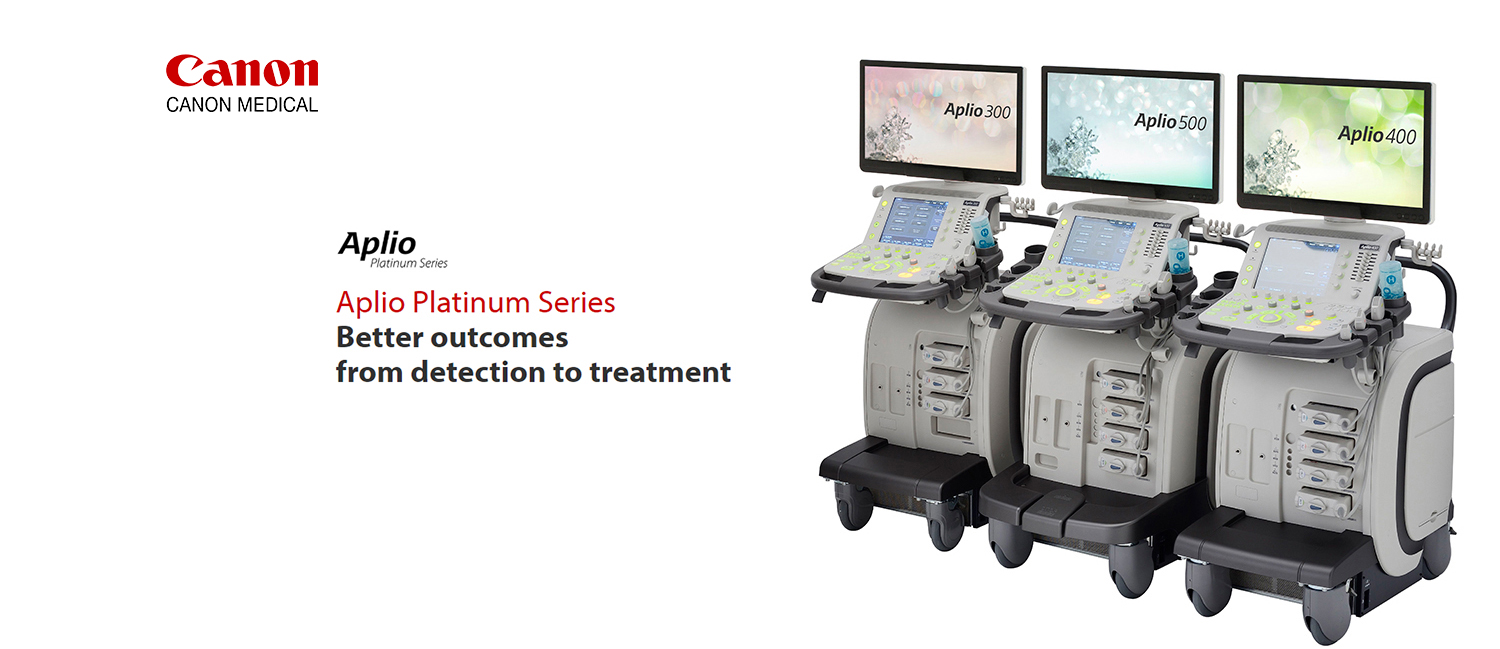 Canon
CANON MEDICAL
Aplio
Platinum Series
Aplio Platinum Series
Better outcomes
from detection to treatment
Aplio 300
Aplio 500
Aplio 400